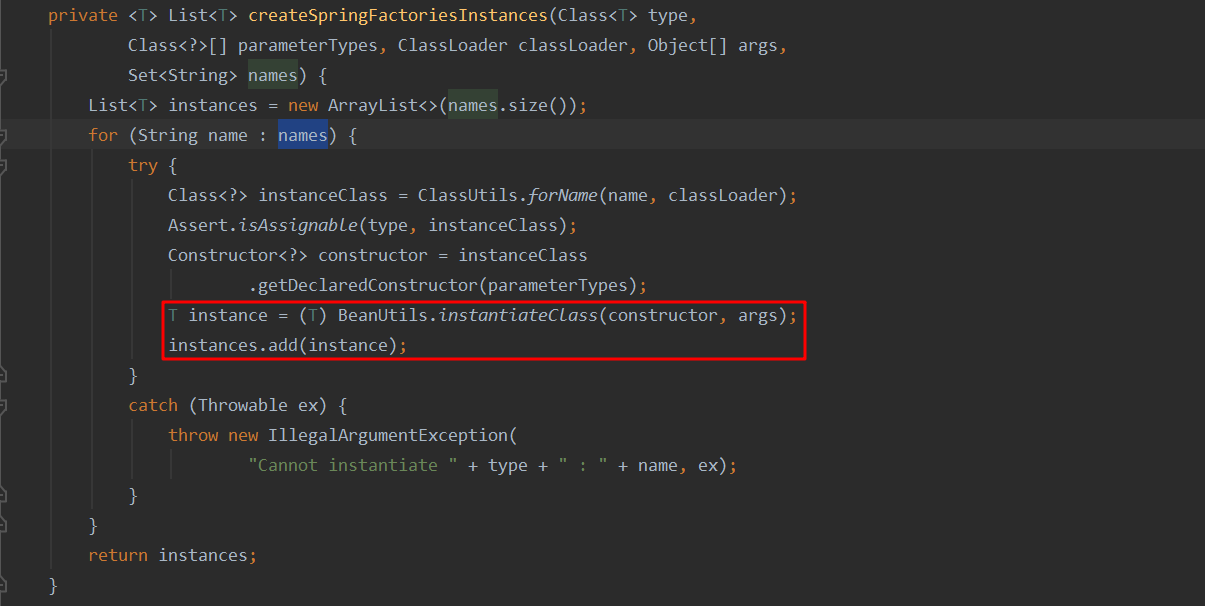 private <T> List<T> createSpringFactoriesInstances(Class<T> type,
        Class<?>[] parameterTypes, ClassLoader classLoader, Object[] args,
        Set<String> names) {
    List<T> instances = new ArrayList<>(names.size());
    for (String name : names) {
        try {
            Class<?> instanceClass = ClassUtils.forName(name, classLoader);
            Assert.isAssignable(type, instanceClass);
            Constructor<?> constructor = instanceClass
                    .getDeclaredConstructor(parameterTypes);
            T instance = (T) BeanUtils.instantiateClass(constructor, args);
            instances.add(instance);
        }
        catch (Throwable ex) {
            throw new IllegalArgumentException(
                    "Cannot instantiate " + type + " : " + name, ex);
        }
    }
    return instances;
}